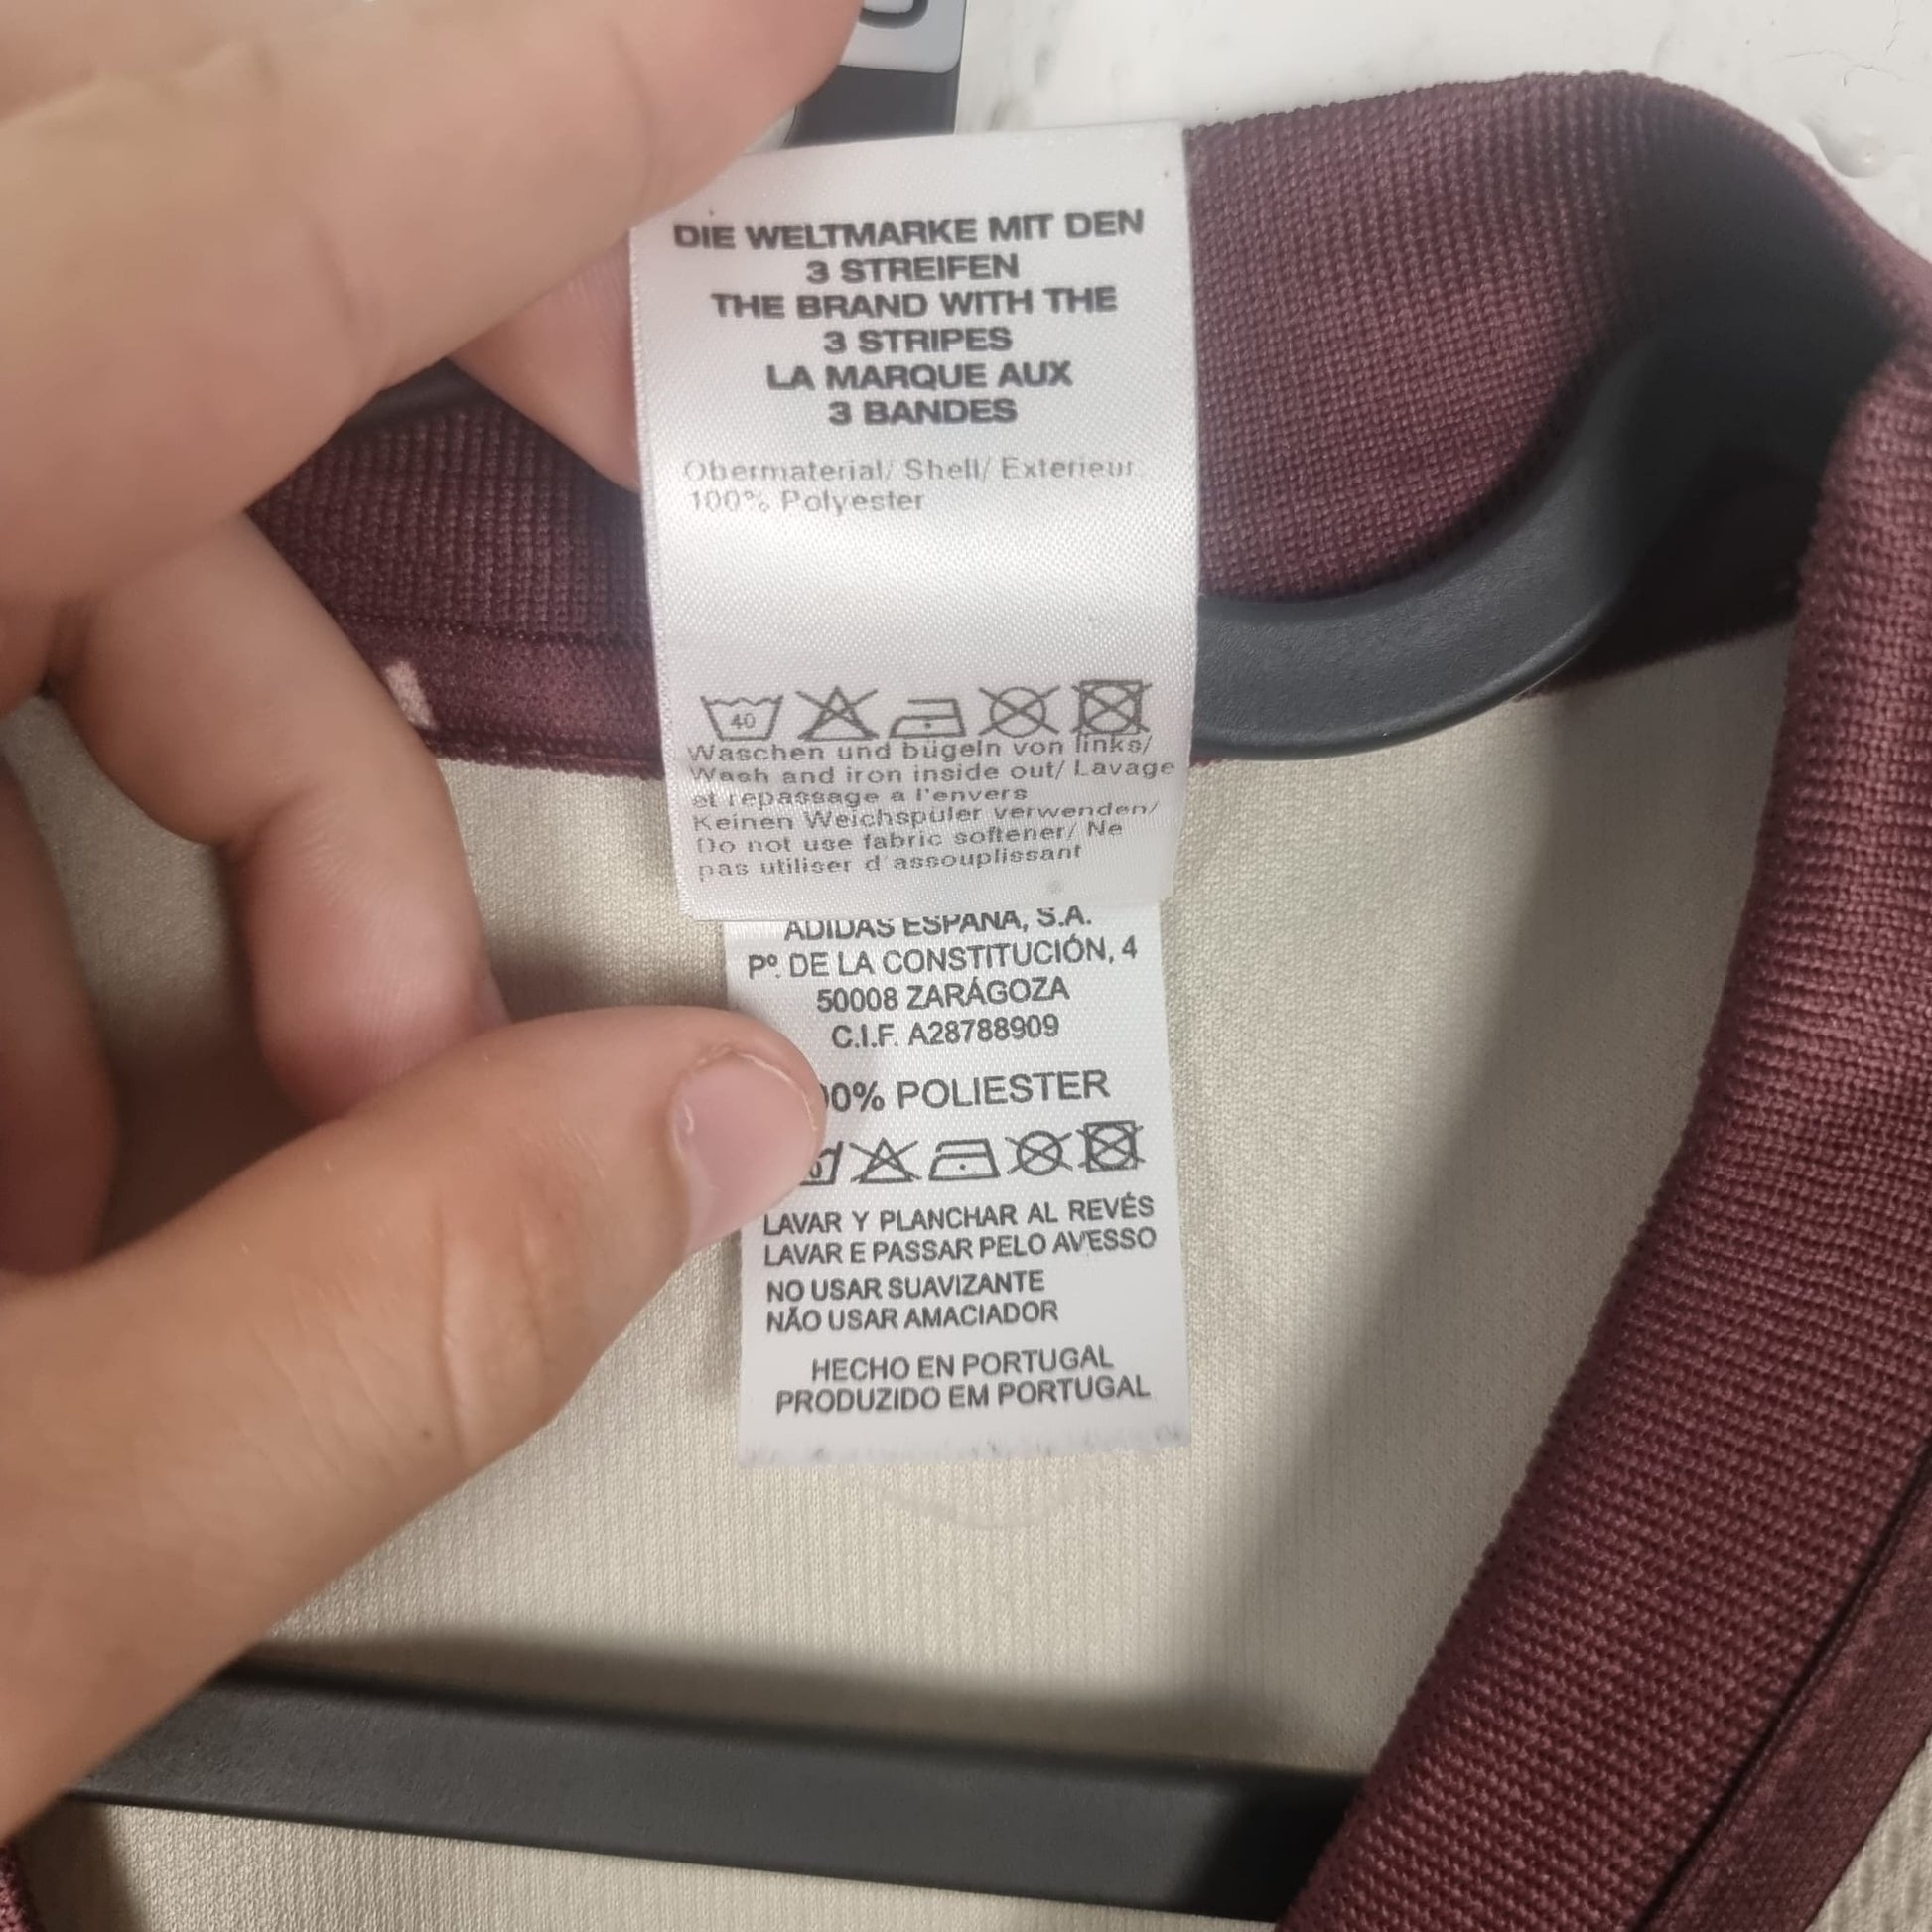 DIE WELTMARKE MIT DEN
3 STREIFEN
THE BRAND WITH THE
3 STRIPES
LA MARQUE AUX
3 BANDES
Obermaterial/ Shell/ Exterieur
100% Polyester
40
Waschen und bügeln von links/
Wash and iron inside out/ Lavage
et repassage a l'envers
Keinen Weichspüler verwenden/
Do not use fabric softener/ Ne
pas utiliser d'assouplissant
ADIDAS ESPAÑA, S.A.
Pº. DE LA CONSTITUCIÓN, 4
50008 ZARÁGOZA
C.I.F. A28788909
00% POLIESTER
LAVAR Y PLANCHAR AL REVÉS
LAVAR E PASSAR PELO AVESSO
NO USAR SUAVIZANTE
NÃO USAR AMACIADOR
HECHO EN PORTUGAL
PRODUZIDO EM PORTUGAL